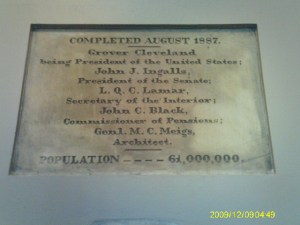 COMPLETED AUGUST 1887.
Grover Cleveland
being President of the United States;
John J. Ingalls,
President of the Senate;
L. Q. C. Lamar,
Secretary of the Interior;
John C. Black,
Commissioner of Pensions;
Genl. M. C. Meigs,
Architect.
POPULATION ---- 61,000,000.
2009/12/09 04:49